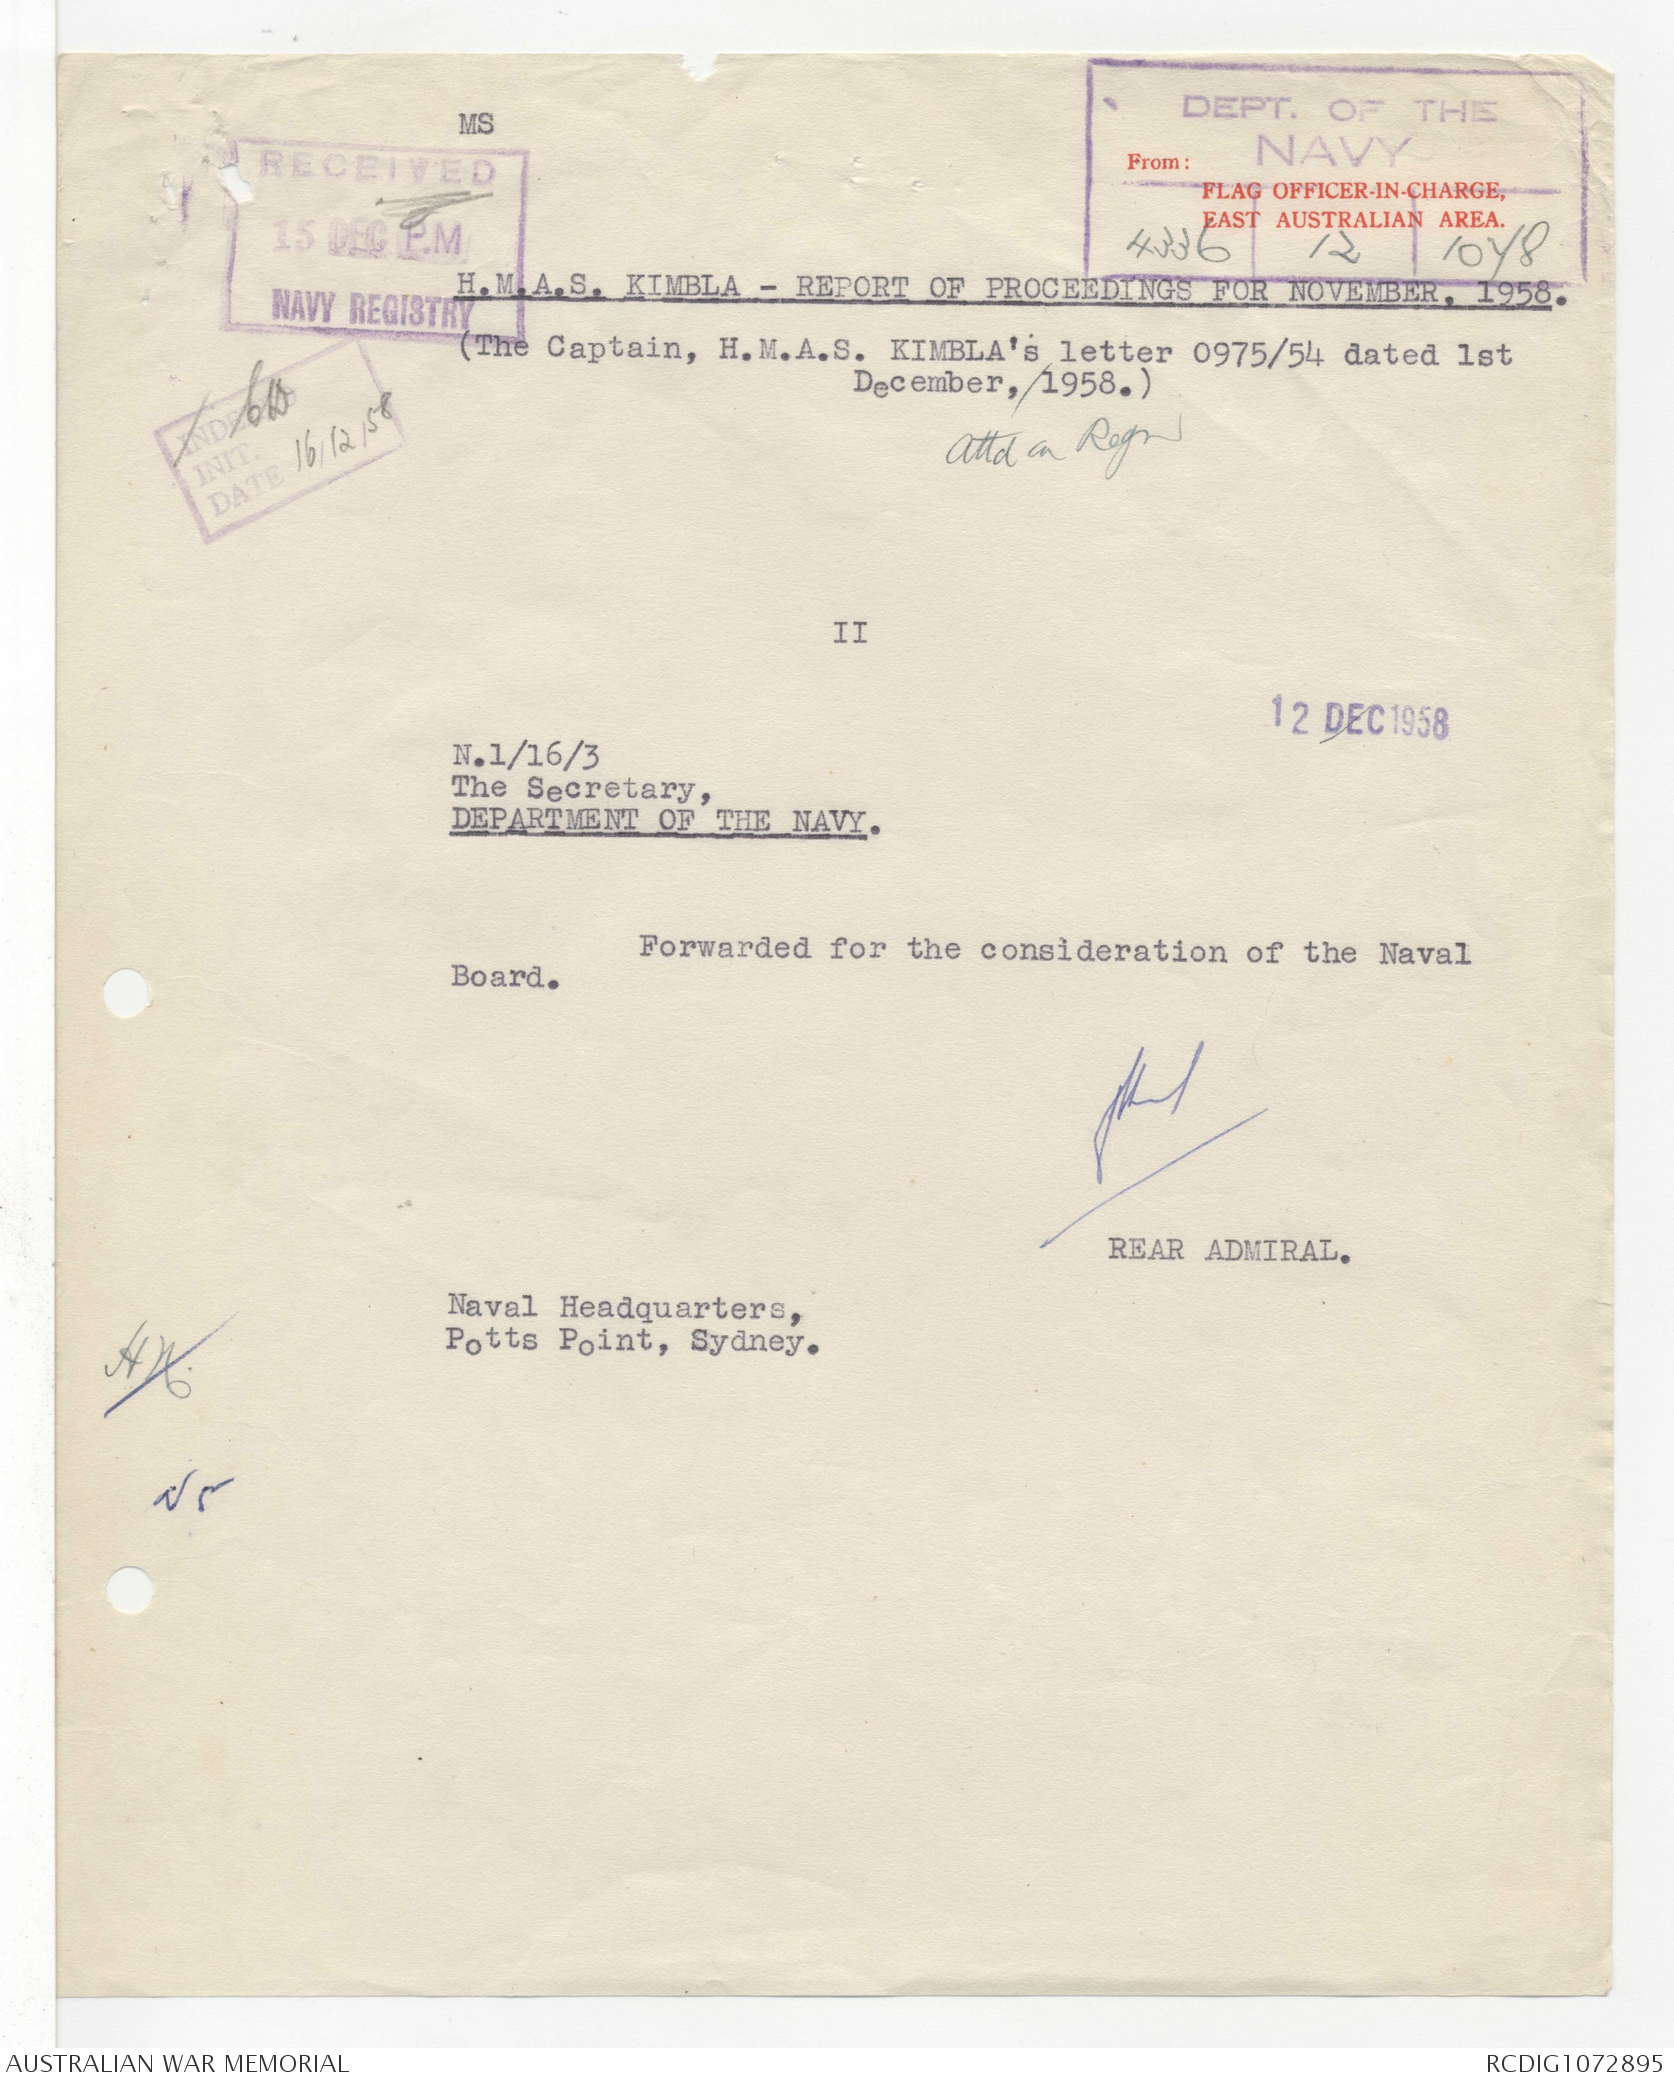 MS
RECEIVED
15 DEC P.M
NAVY REGISTRY
DEPT. OF THE
NAVY
From:
FLAG OFFICER-IN-CHARGE,
EAST AUSTRALIAN AREA.
4336 12 1048
H.M.A.S. KIMBLA - REPORT OF PROCEEDINGS FOR NOVEMBER, 1958.
(The Captain, H.M.A.S. KIMBLA's letter 0975/54 dated 1st
December, 1958.)
Attd on
INIT.
DATE 16/12/58
II
12 DEC 1958
N.1/16/3
The Secretary,
DEPARTMENT OF THE NAVY.
Forwarded for the consideration of the Naval
Board.
REAR ADMIRAL.
Naval Headquarters,
Potts Point, Sydney.
AUSTRALIAN WAR MEMORIAL
RCDIG1072895